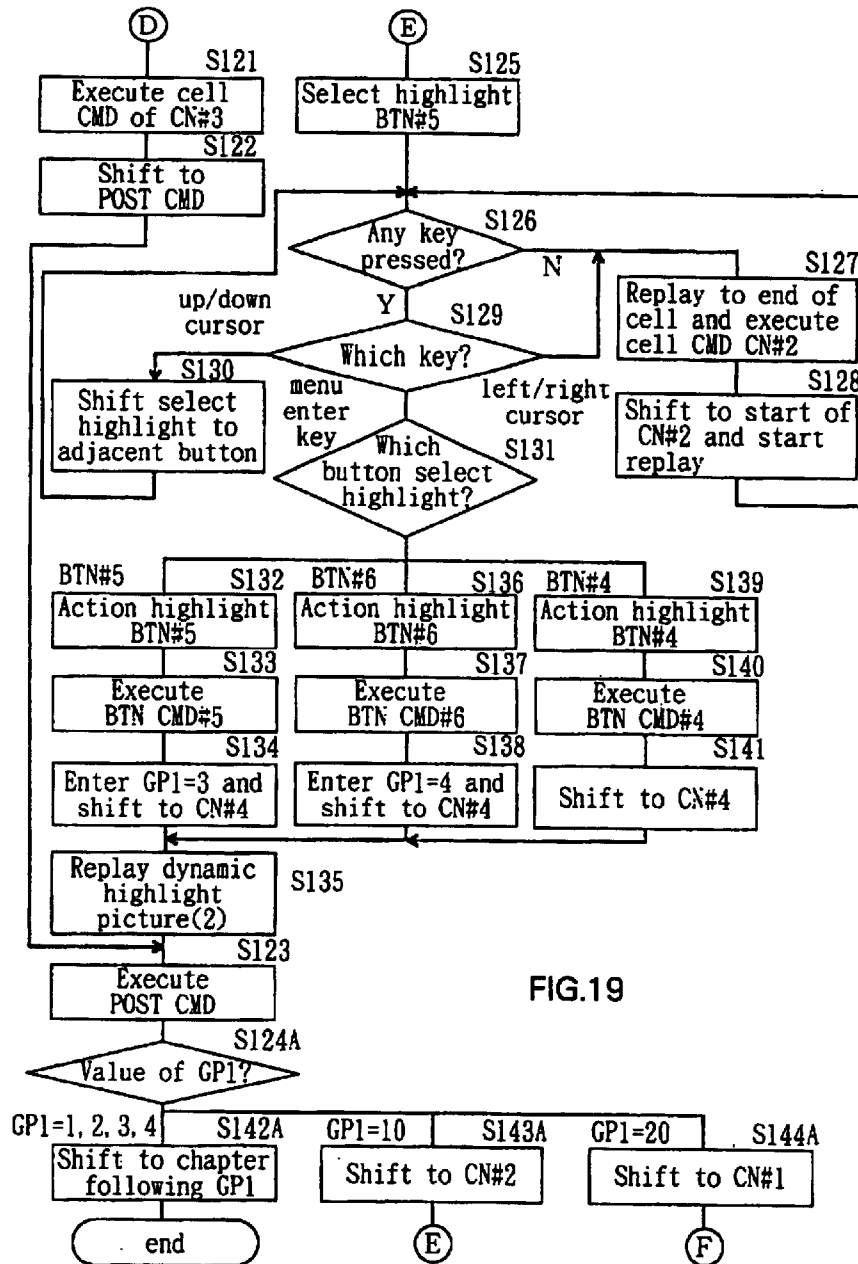 D
E
S121
Execute cell
CMD of CN#3
S122
Shift to
POST CMD
S125
Select highlight
BTN#5
S126
Any key
pressed?
N
Y
S127
Replay to end of
cell and execute
cell CMD CN#2
S128
Shift to start of
CN#2 and start
replay
up/down
cursor
S129
Which key?
S130
Shift select
highlight to
adjacent button
menu
enter
key
left/right
cursor
S131
Which
button select
highlight?
BTN#5
S132
Action highlight
BTN#5
S133
Execute
BTN CMD#5
S134
Enter GP1=3 and
shift to CN#4
BTN#6
S136
Action highlight
BTN#6
S137
Execute
BTN CMD#6
S138
Enter GP1=4 and
shift to CN#4
BTN#4
S139
Action highlight
BTN#4
S140
Execute
BTN CMD#4
S141
Shift to CN#4
Replay dynamic
highlight
picture(2)
S135
S123
Execute
POST CMD
FIG.19
S124A
Value of GP1?
GP1=1, 2, 3, 4
S142A
Shift to chapter
following GP1
end
GP1=10
S143A
Shift to CN#2
E
GP1=20
S144A
Shift to CN#1
F